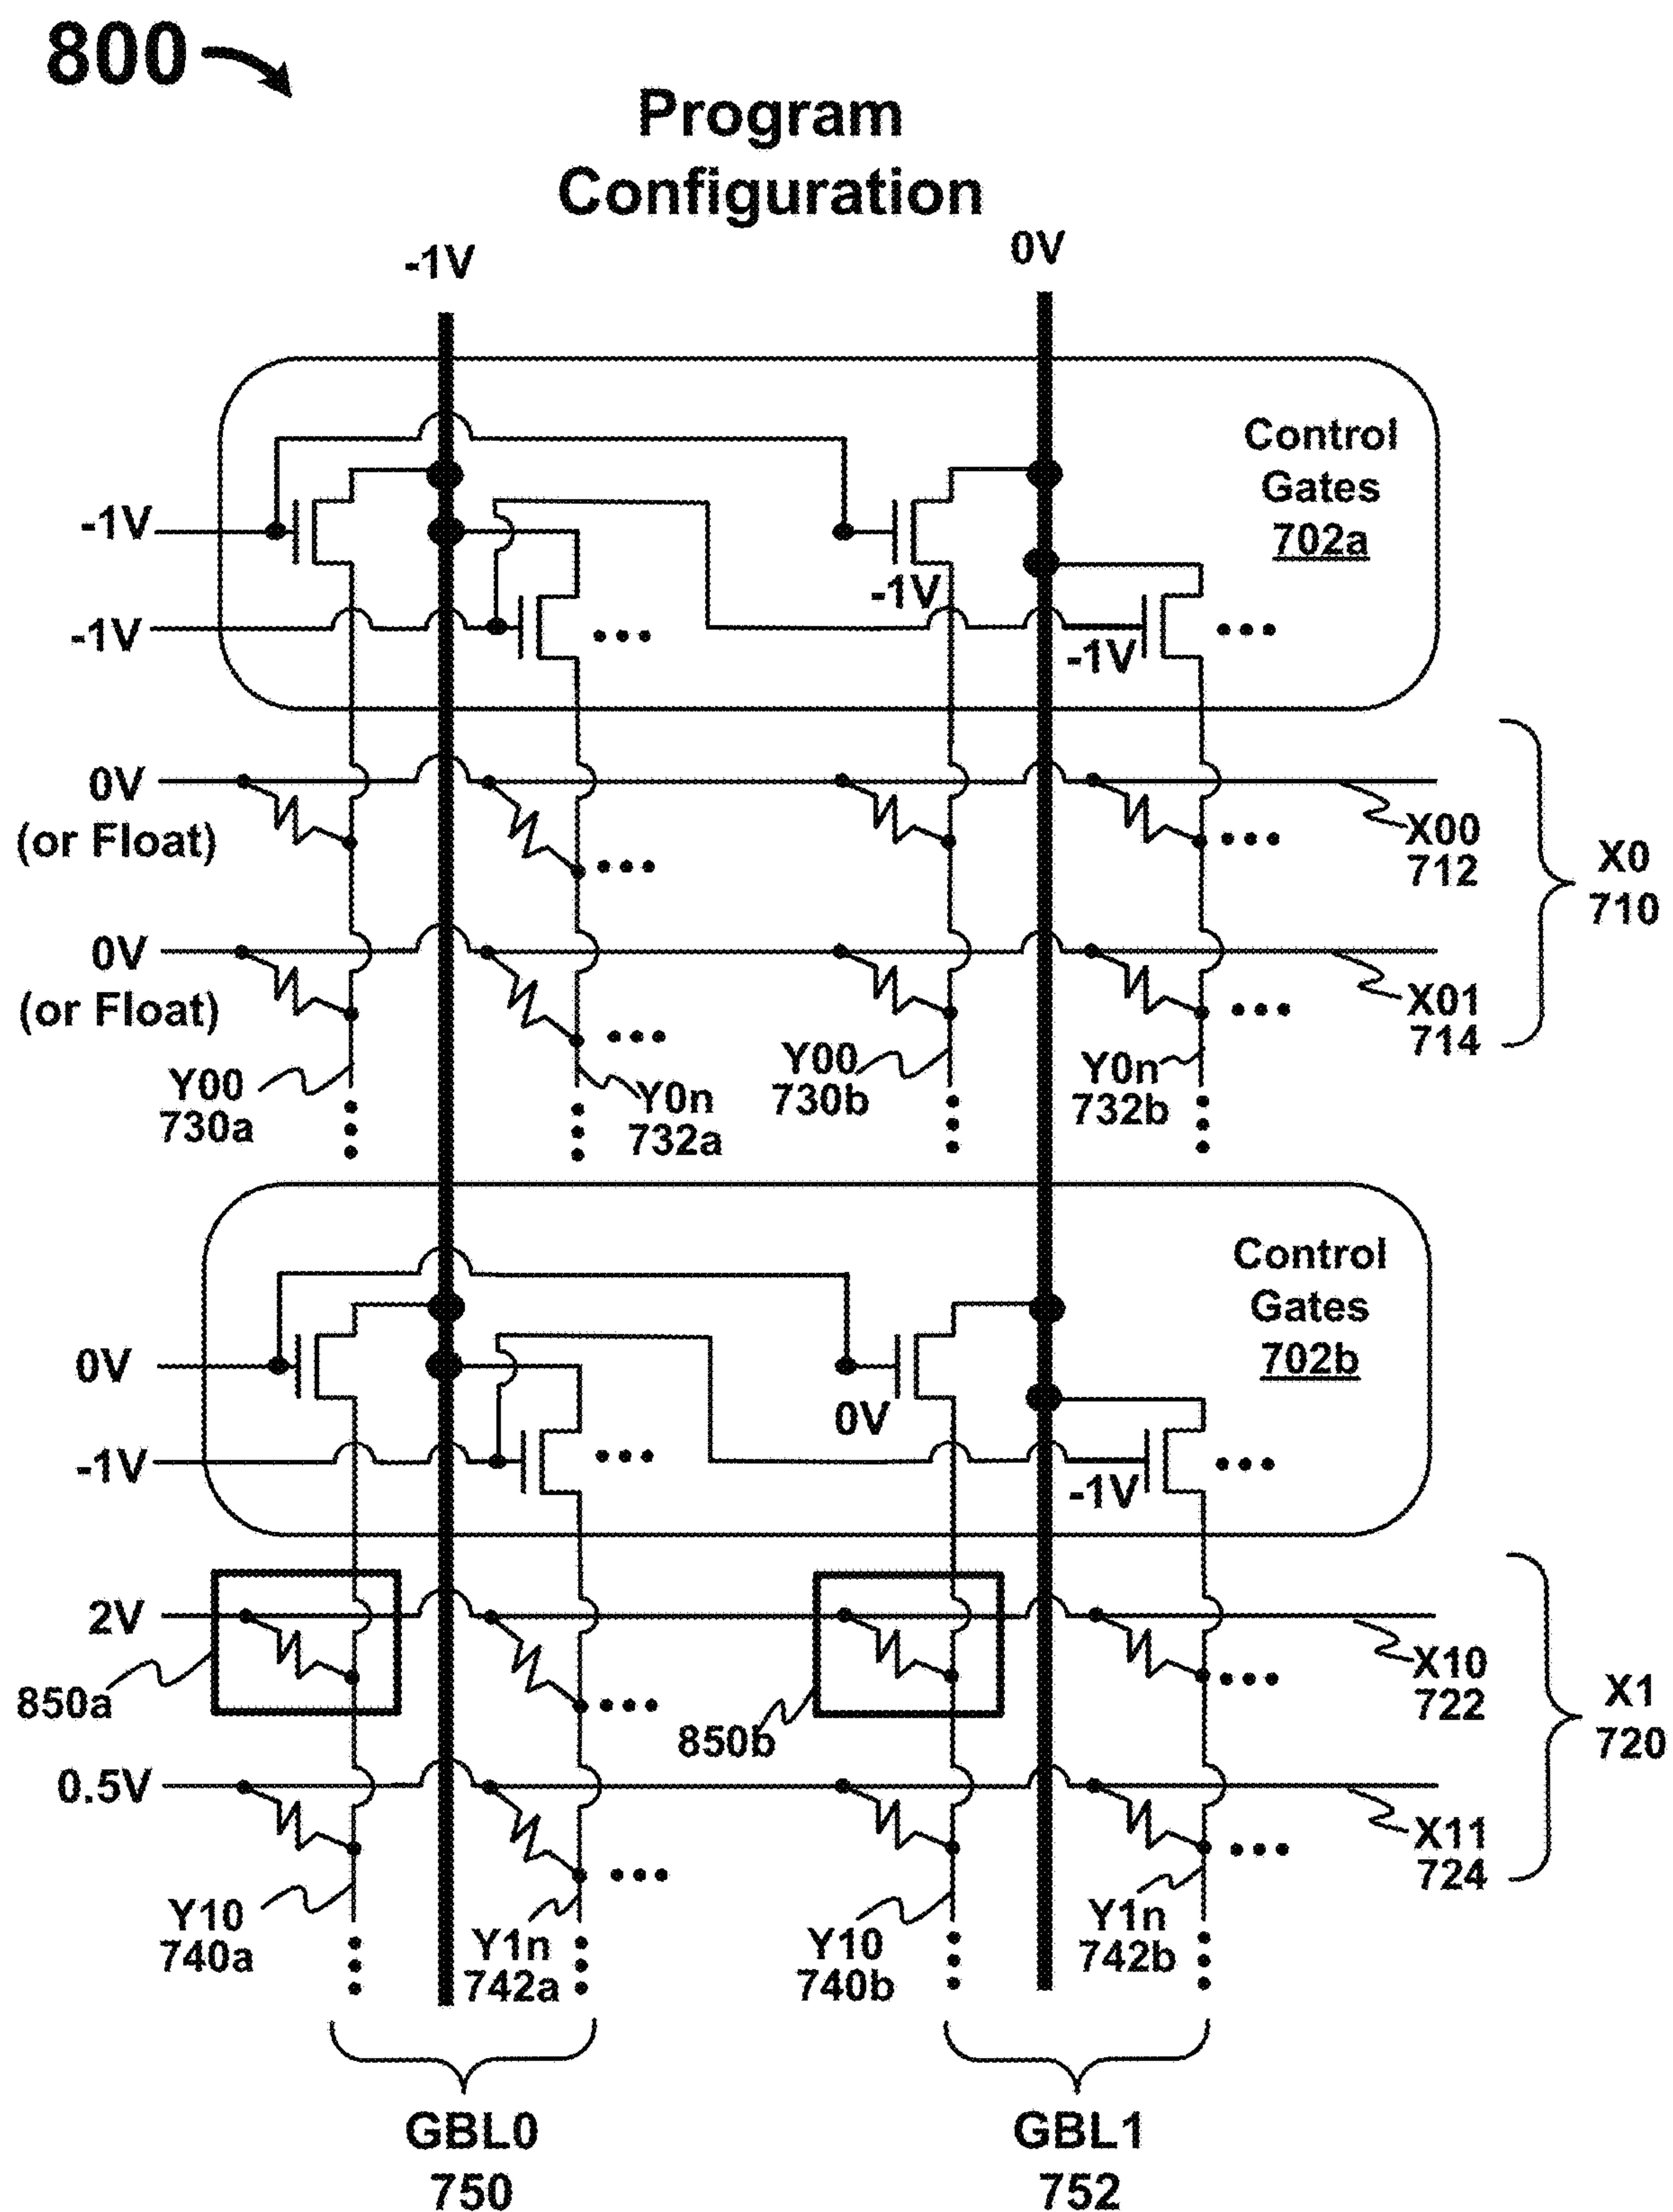 800
Program
Configuration
-1V
0V
Control
Gates
702a
-1V
-1V
-1V
-1V
0V
(or Float)
X00
712
X0
710
0V
(or Float)
X01
714
Y00
730a
Y0n
732a
Y00
730b
Y0n
732b
Control
Gates
702b
0V
0V
-1V
-1V
2V
850a
850b
X10
722
X1
720
0.5V
X11
724
Y10
740a
Y1n
742a
Y10
740b
Y1n
742b
GBL0
750
GBL1
752